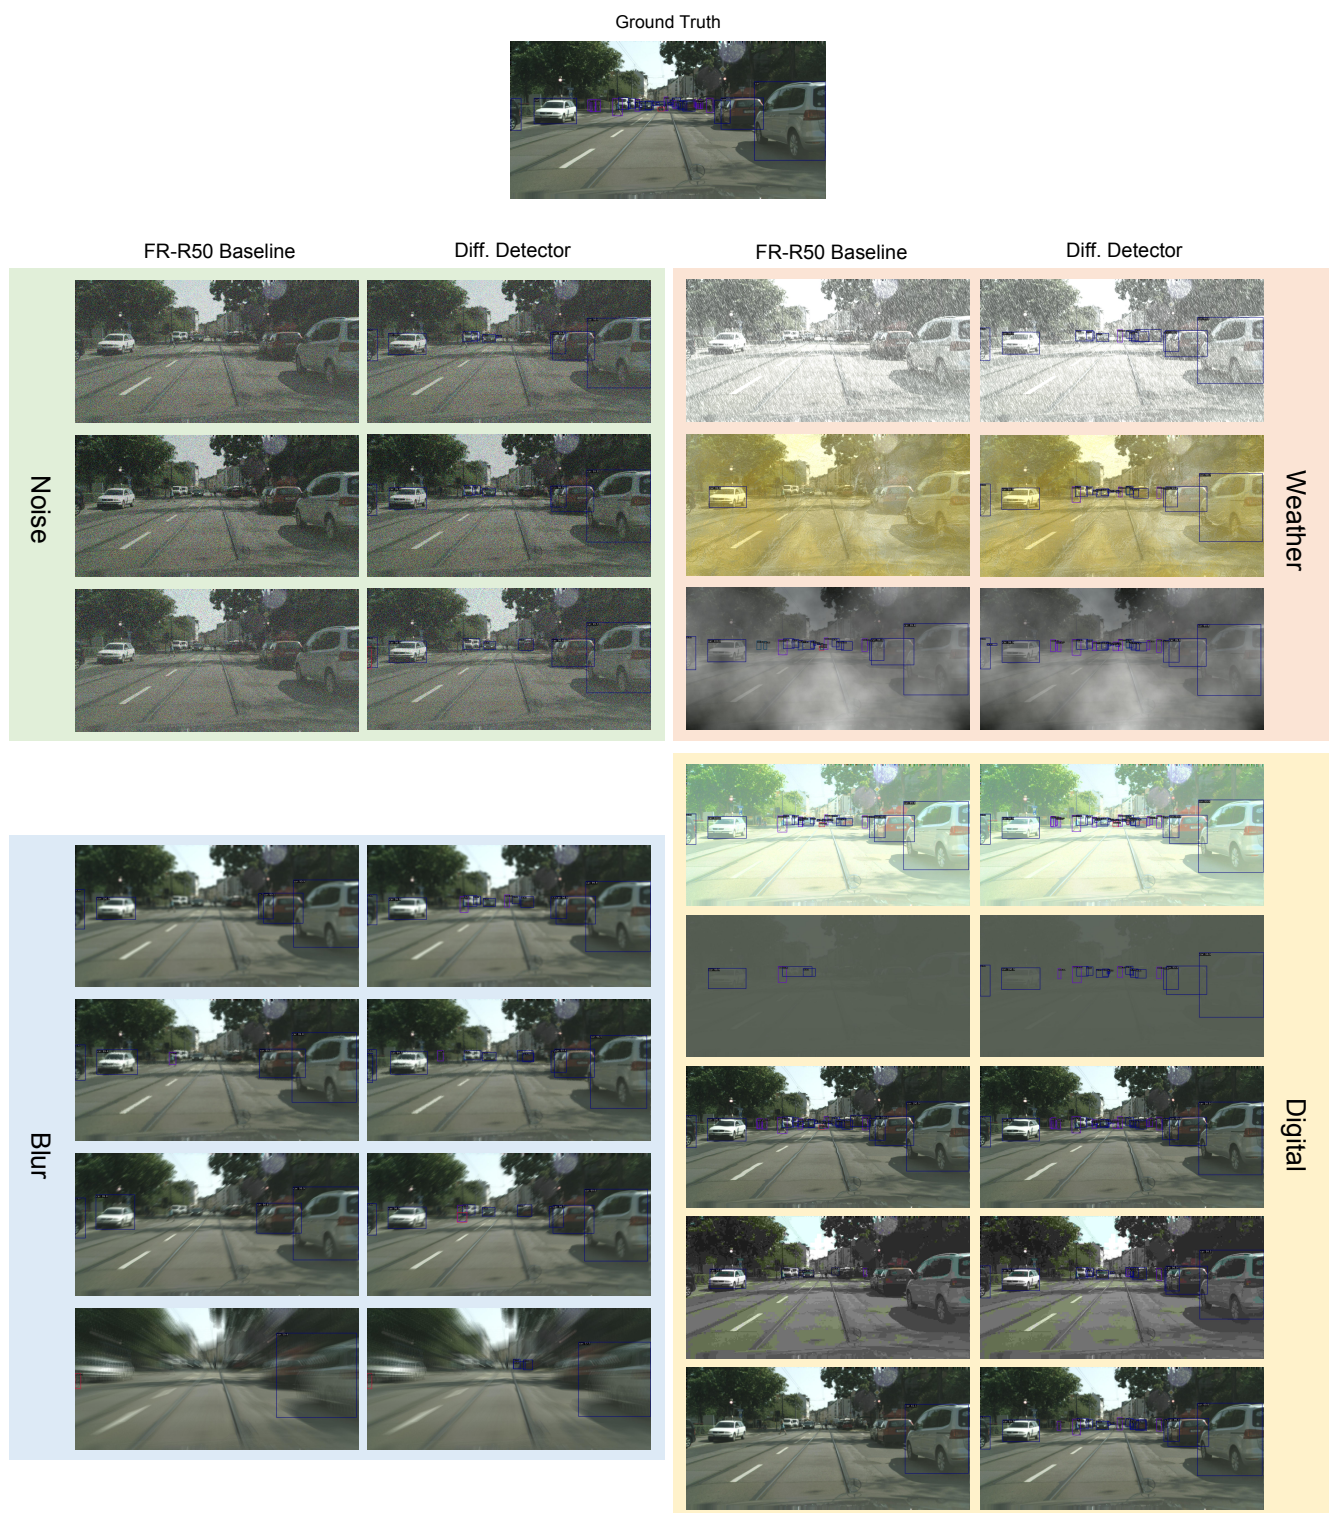 Ground Truth
FR-R50 Baseline
Diff. Detector
FR-R50 Baseline
Diff. Detector
Noise
Weather
Blur
Digital